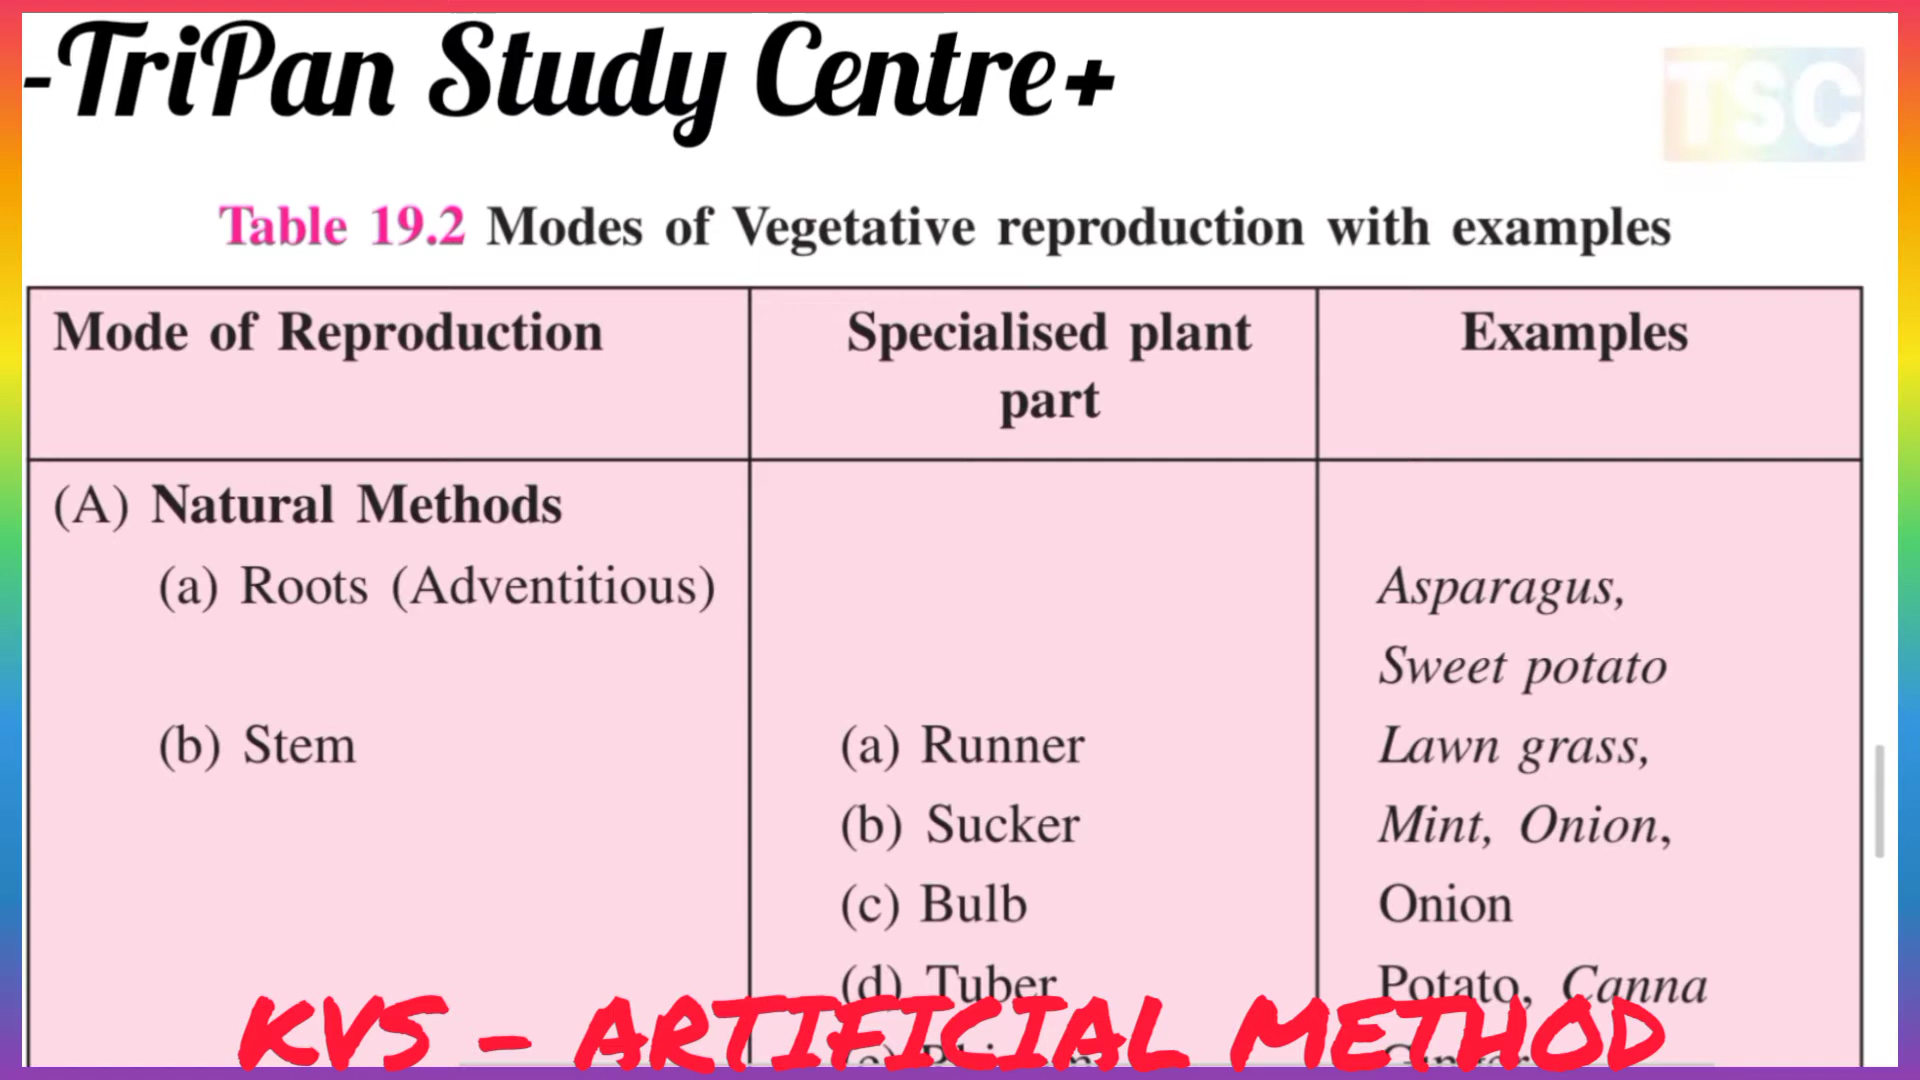 -TriPan Study Centre+
TSC
Table 19.2 Modes of Vegetative reproduction with examples
Mode of Reproduction
Specialised plant
part
Examples
(A) Natural Methods
(a) Roots (Adventitious)
Asparagus,
Sweet potato
(b) Stem
(a) Runner
Lawn grass,
(b) Sucker
Mint, Onion,
(c) Bulb
Onion
(d) Tuber
Potato, Canna
KVS - ARTIFICIAL METHOD